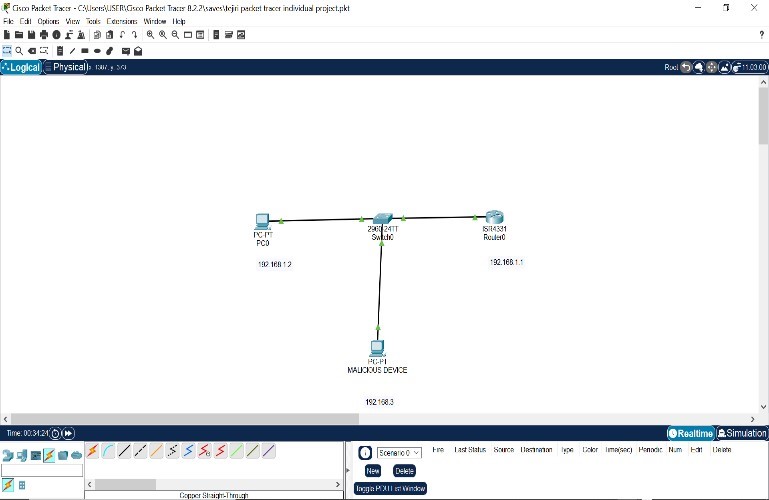 Cisco Packet Tracer - C:\Users\USER\Cisco Packet Tracer 8.2.2\saves\tejiri packet tracer individual project.pkt
File Edit Options View Tools Extensions Window Help
?
Logical Physical x: 1387, y: 373 Root 11:03:00
PC-PT
PC0
2960-24TT
Switch0
ISR4331
Router0
192.168.1.2
192.168.1.1
PC-PT
MALICIOUS DEVICE
192.168.3
Time: 00:34:24 Realtime Simulation
Scenario 0
Fire Last Status Source Destination Type Color Time(sec) Periodic Num Edit Delete
New Delete
Toggle PDU List Window
Copper Straight-Through